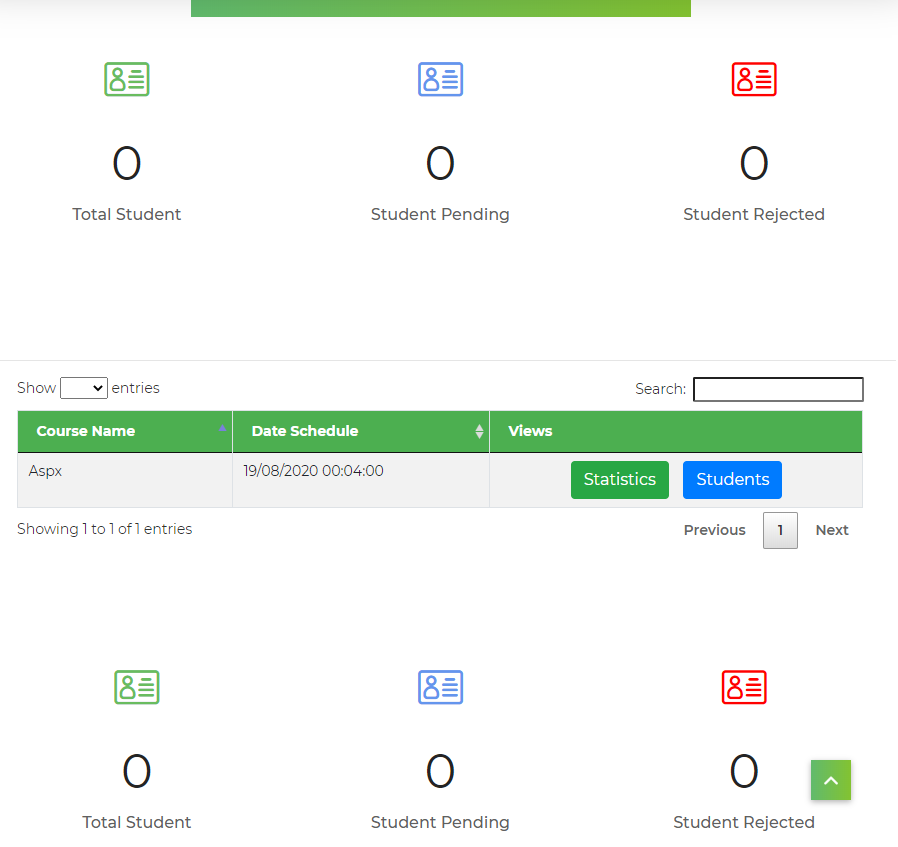 0 0 0
Total Student Student Pending Student Rejected
Show entries Search:
Course Name Date Schedule Views
Aspx 19/08/2020 00:04:00 Statistics Students
Showing 1 to 1 of 1 entries Previous 1 Next
0 0 0
Total Student Student Pending Student Rejected